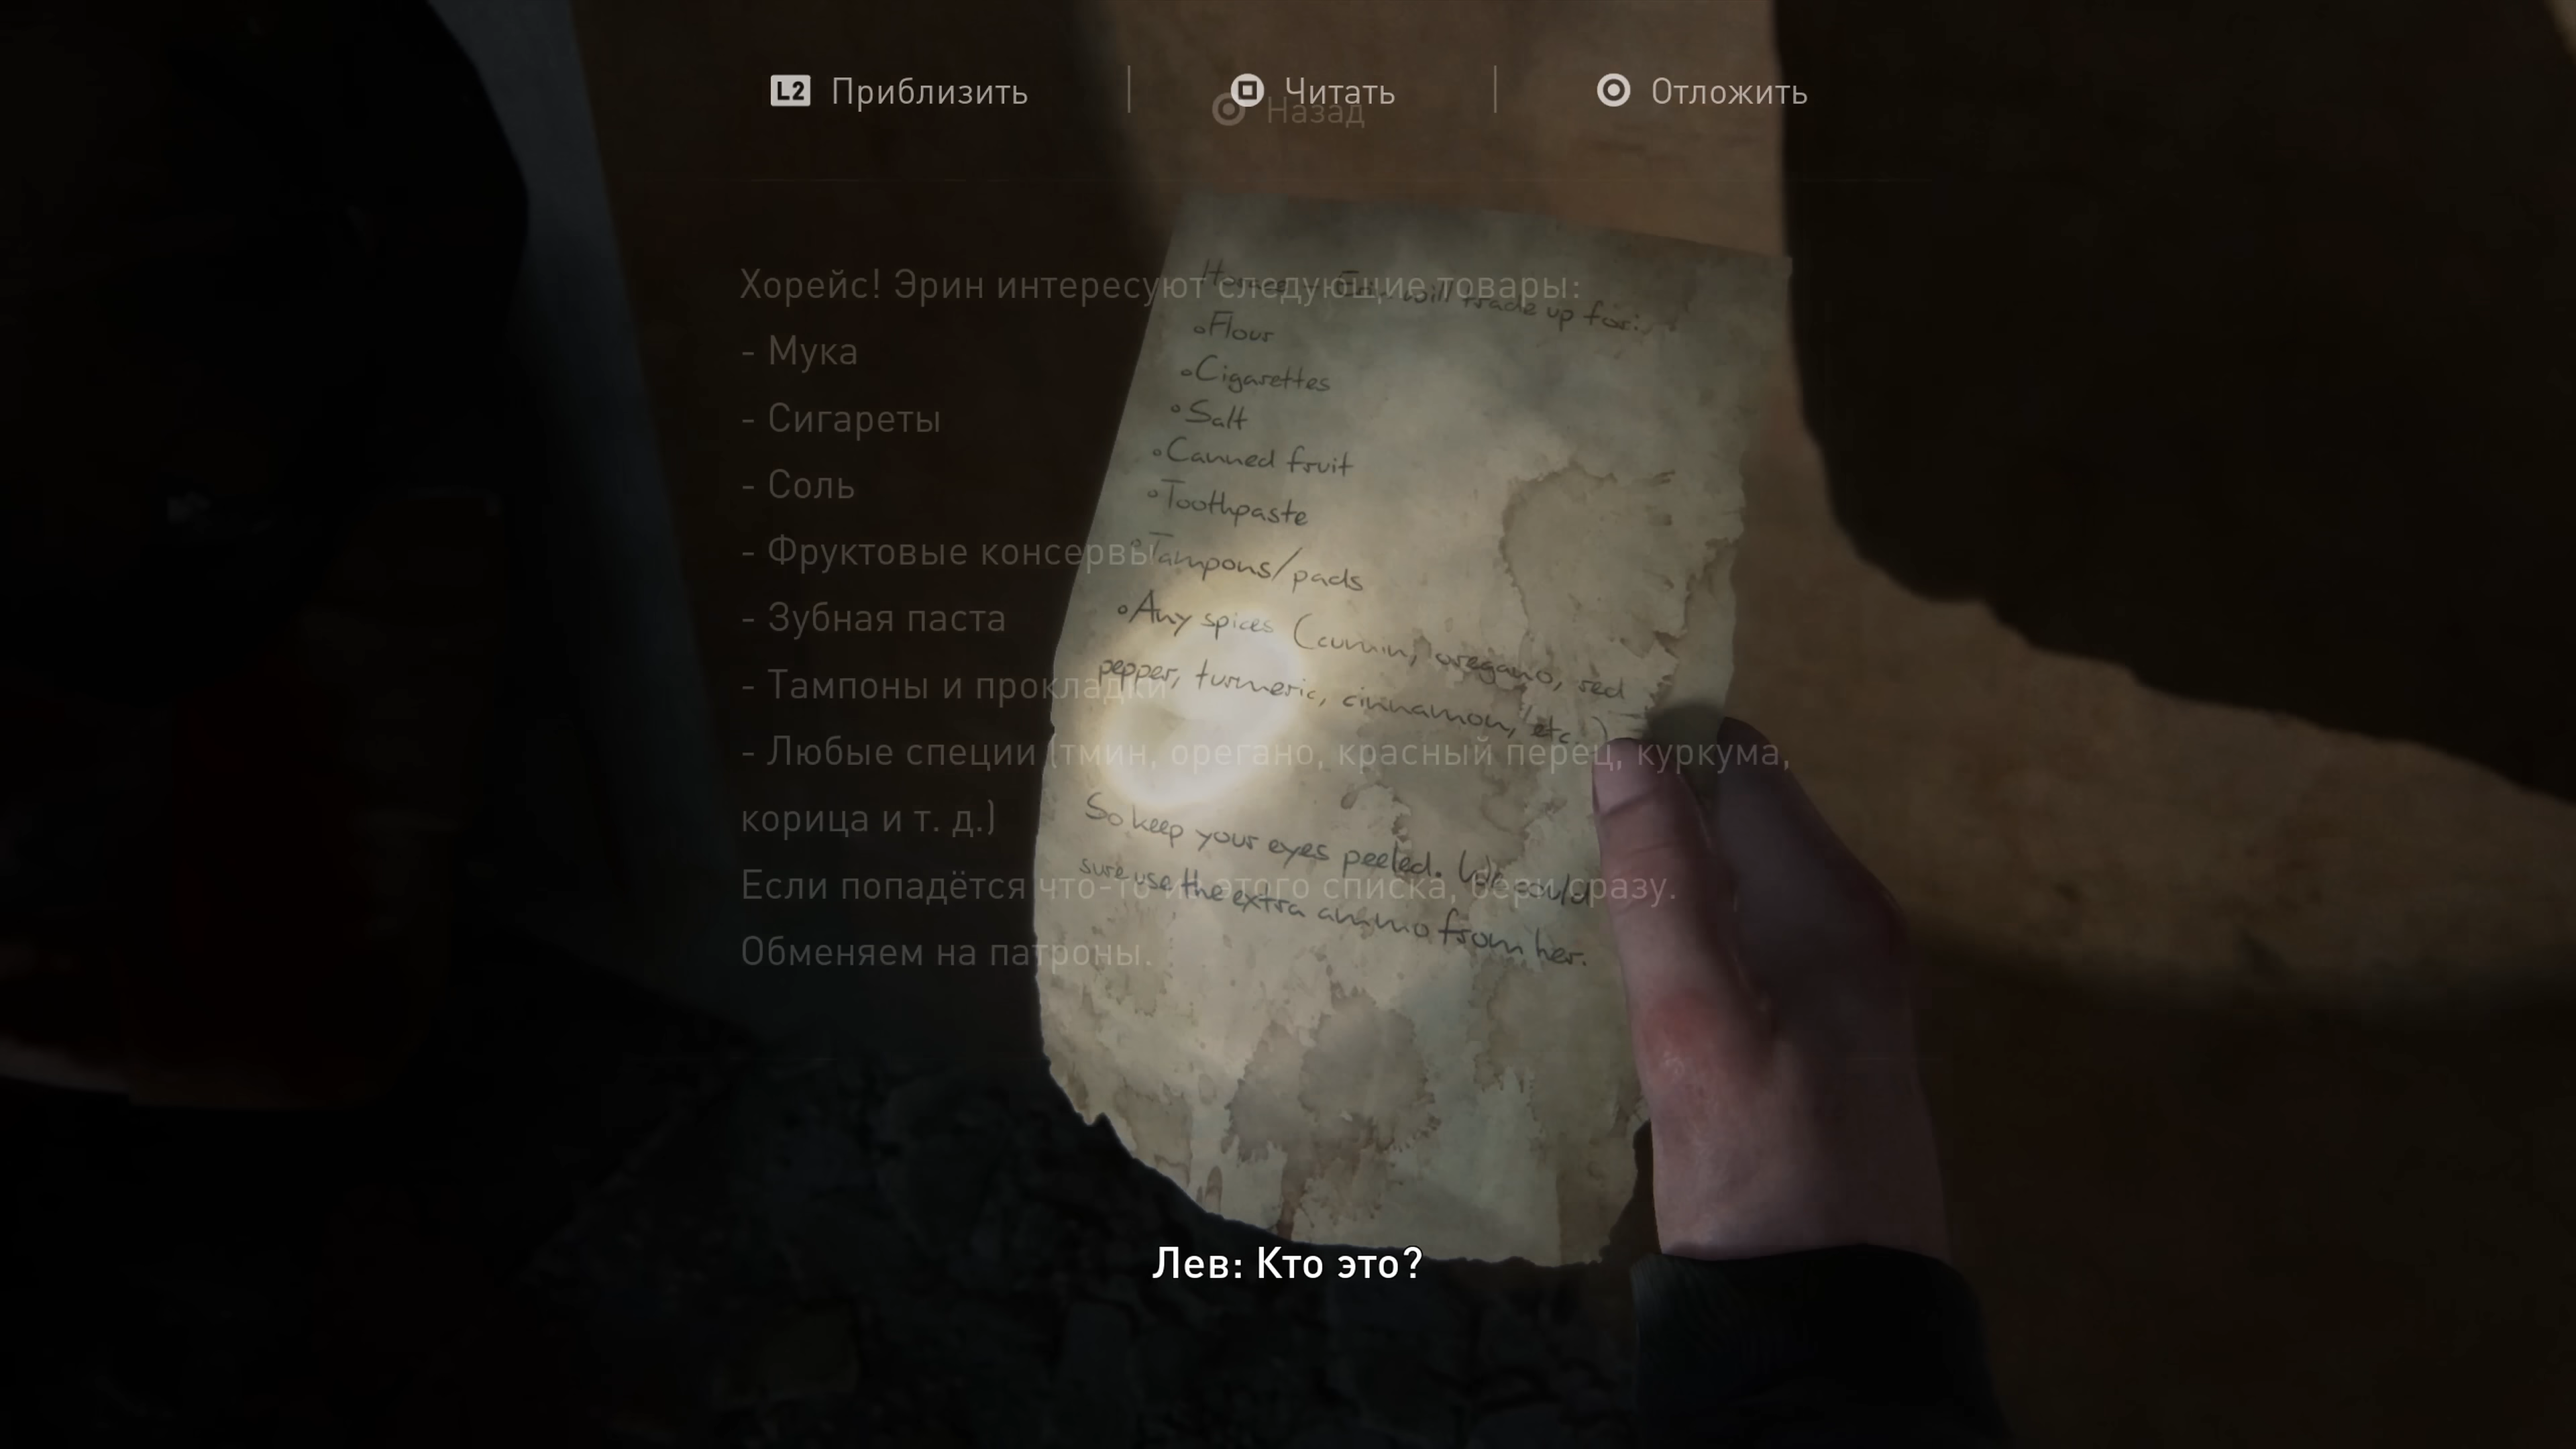 L2 Приблизить
Читать
Отложить
Назад
Хорейс! Эрин интересуют следующие товары:
- Мука
- Сигареты
- Соль
- Фруктовые консервы
- Зубная паста
- Тампоны и прокладки
- Любые специи (тмин, орегано, красный перец, куркума,
корица и т. д.)
Если попадётся что-то из этого списка, бери сразу.
Обменяем на патроны.
will trade up for:
Flour
Cigarettes
Salt
Canned fruit
Toothpaste
Tampons/pads
Any spices (cumin, oregano, red
pepper, turmeric, cinnamon, etc.)
So keep your eyes peeled. We could
sure use the extra ammo from her.
Лев: Кто это?